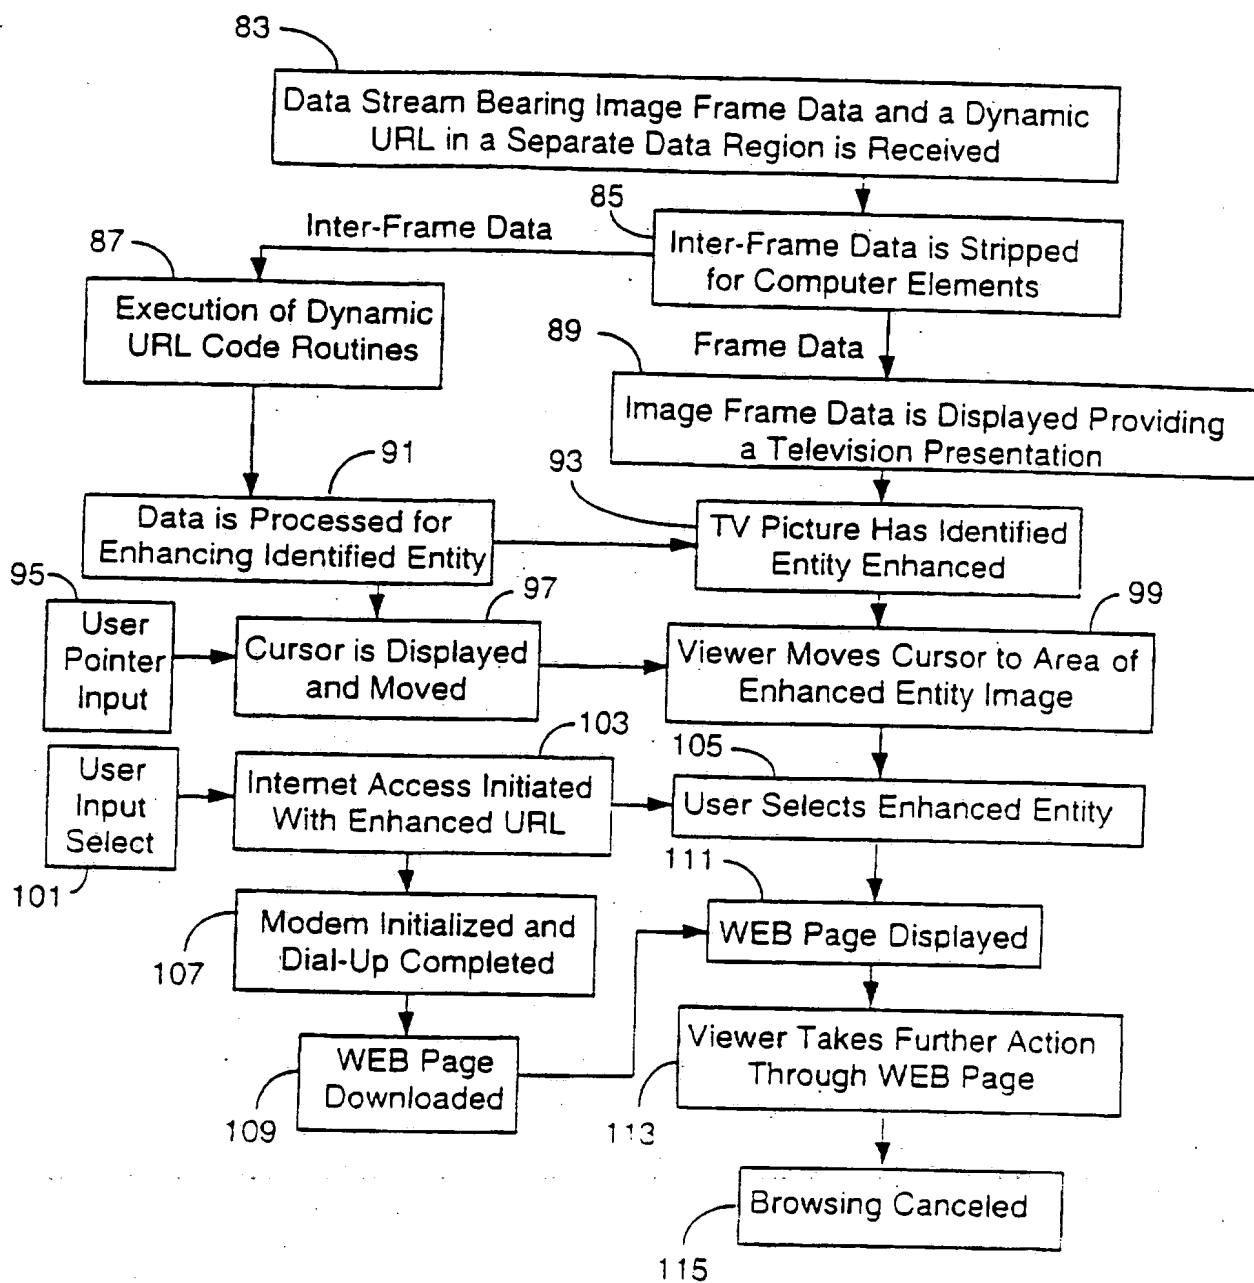 83
Data Stream Bearing Image Frame Data and a Dynamic
URL in a Separate Data Region is Received
85
Inter-Frame Data
87
Inter-Frame Data is Stripped
for Computer Elements
Execution of Dynamic
URL Code Routines
89
Frame Data
Image Frame Data is Displayed Providing
a Television Presentation
91
93
Data is Processed for
Enhancing Identified Entity
TV Picture Has Identified
Entity Enhanced
95
97
99
User
Pointer
Input
Cursor is Displayed
and Moved
Viewer Moves Cursor to Area of
Enhanced Entity Image
103
105
User
Input
Select
101
Internet Access Initiated
With Enhanced URL
User Selects Enhanced Entity
111
Modem Initialized and
Dial-Up Completed
107
WEB Page Displayed
WEB Page
Downloaded
109
Viewer Takes Further Action
Through WEB Page
113
Browsing Canceled
115